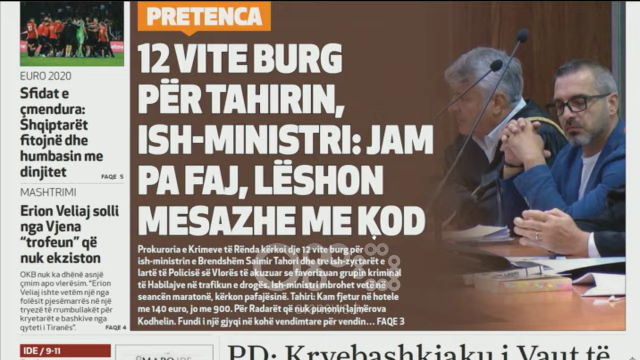 PRETENCA
12 VITE BURG
PËR TAHIRIN,
ISH-MINISTRI: JAM
PA FAJ, LËSHON
MESAZHE ME KOD
Prokuroria e Krimeve të Rënda kërkoi dje 12 vite burg për
ish-ministrin e Brendshëm Saimir Tahori dhe tre ish-zyrtarët e
lartë të Policisë së Vlorës të akuzuar se favorizuan grupin kriminal
të Habilajve në trafikun e drogës. Ish-ministri mbrohet vetë në
seancën maratonë, kërkon pafajësinë. Tahiri: Kam fjetur në hotele
me 140 euro, jo me 900. Për Radarët që nuk punonin lajmërova
Kodhelin. Fundi i një gjyqi në kohë vendimtare për vendin... FAQE 3
EURO 2020
Sfidat e
çmendura:
Shqiptarët
fitojnë dhe
humbasin me
dinjitet
FAQE 5
MASHTRIMI
Erion Veliaj solli
nga Vjena
“trofeun” që
nuk ekziston
OKB nuk ka dhënë asnjë
çmim apo vlerësim. “Erion
Veliaj ishte vetëm një nga
folësit pjesëmarrës në një
tryezë të rrumbullakët për
kryetarët e bashkive nga
qyteti i Tiranës”.
FAQE 4
IDE / 9-11
PD: Kryebashkiaku i Vaut të